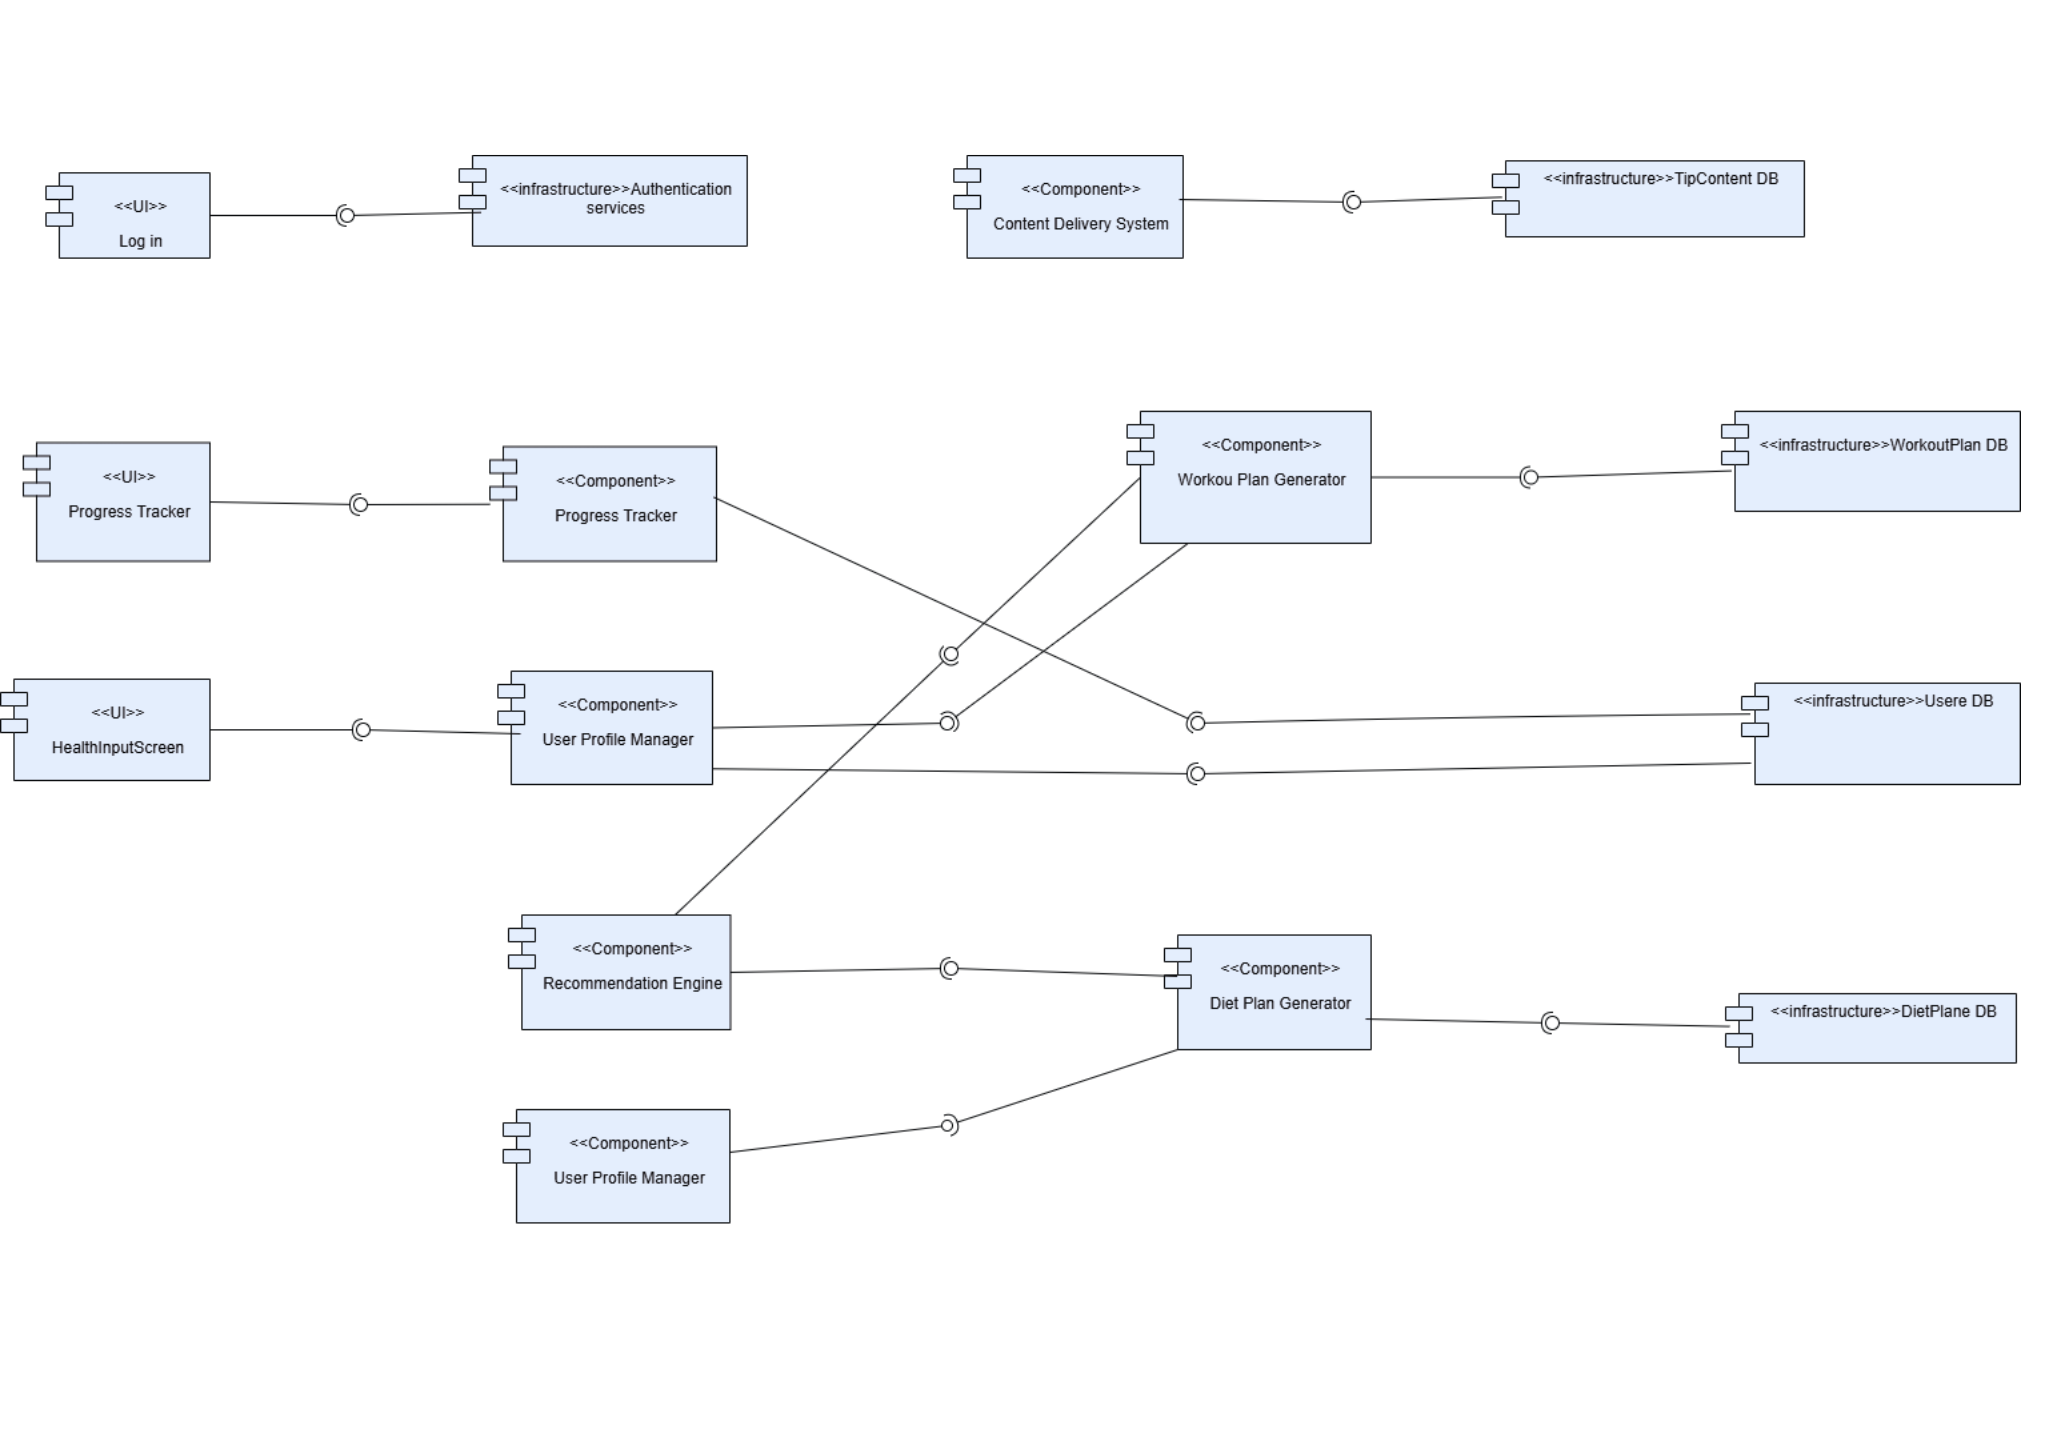 <<UI>>
Log in
<<infrastructure>>Authentication
services
<<Component>>
Content Delivery System
<<infrastructure>>TipContent DB
<<UI>>
Progress Tracker
<<Component>>
Progress Tracker
<<Component>>
Workou Plan Generator
<<infrastructure>>WorkoutPlan DB
<<UI>>
HealthInputScreen
<<Component>>
User Profile Manager
<<infrastructure>>Usere DB
<<Component>>
Recommendation Engine
<<Component>>
Diet Plan Generator
<<infrastructure>>DietPlane DB
<<Component>>
User Profile Manager